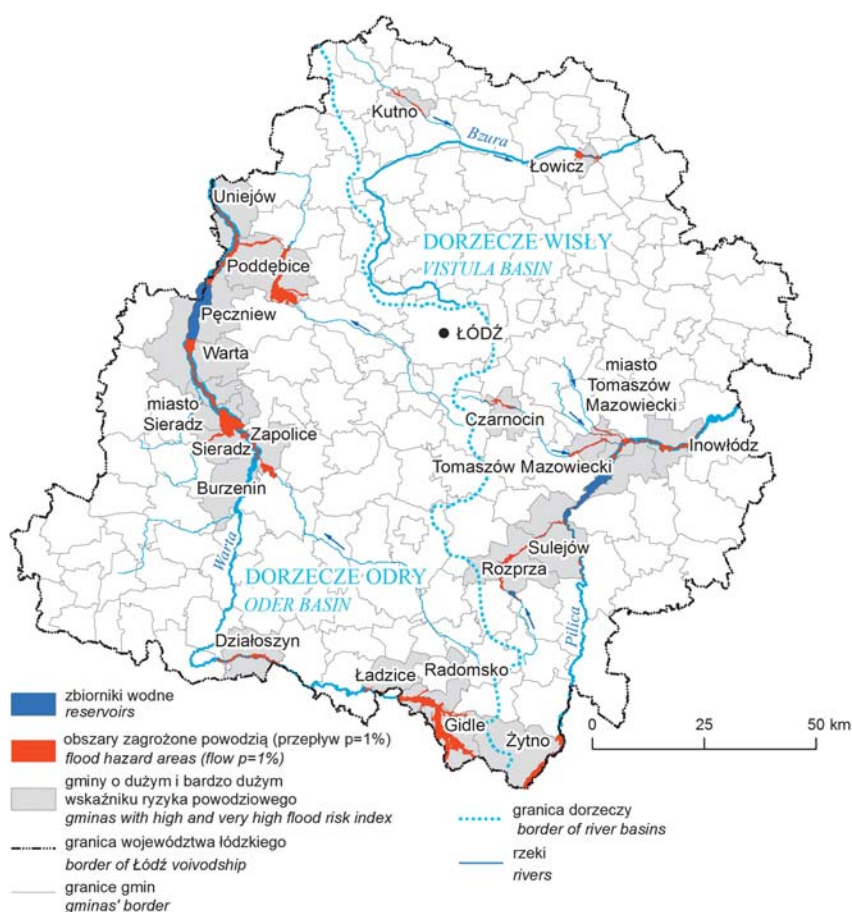 Kutno
Bzura
Łowicz
Uniejów
DORZECZE WISŁY
VISTULA BASIN
Poddębice
Pęczniew
ŁÓDŹ
Warta
miasto
Tomaszów
Mazowiecki
miasto
Sieradz
Czarnocin
Sieradz
Zapolice
Inowłódz
Tomaszów Mazowiecki
Burzenin
Sulejów
Warta
Rozprza
DORZECZE ODRY
ODER BASIN
Pilica
Działoszyn
Ładzice
Radomsko
Gidle
Żytno
0 25 50 km
zbiorniki wodne
reservoirs
obszary zagrożone powodzią (przepływ p=1%)
flood hazard areas (flow p=1%)
gminy o dużym i bardzo dużym
wskaźniku ryzyka powodziowego
gminas with high and very high flood risk index
granica województwa łódzkiego
border of Łódź voivodship
granice gmin
gminas' border
granica dorzeczy
border of river basins
rzeki
rivers